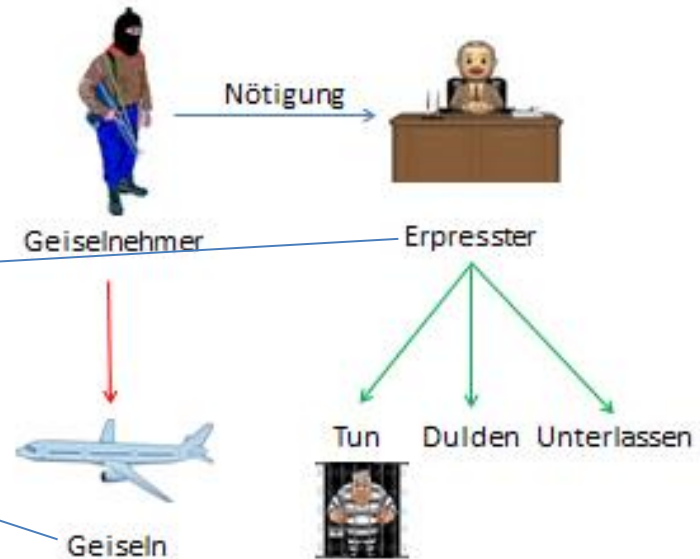 Nötigung
Geiselnehmer
Erpresster
Tun Dulden Unterlassen
Geiseln